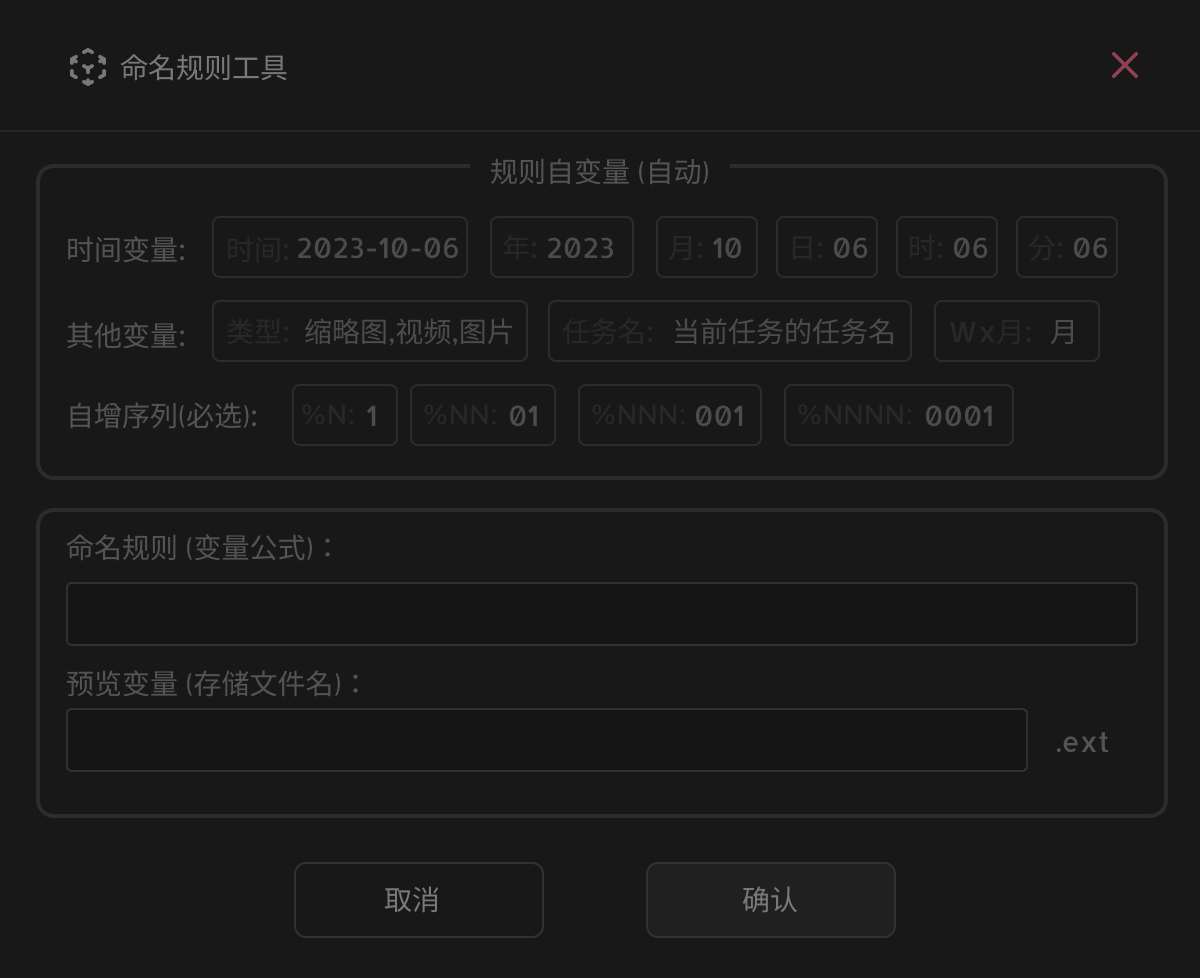 命名规则工具
规则自变量 (自动)
时间变量: 时间: 2023-10-06 年: 2023 月: 10 日: 06 时: 06 分: 06
其他变量: 类型: 缩略图,视频,图片 任务名: 当前任务的任务名 Wx月: 月
自增序列(必选): %N: 1 %NN: 01 %NNN: 001 %NNNN: 0001
命名规则 (变量公式)：
预览变量 (存储文件名)：
.ext
取消 确认